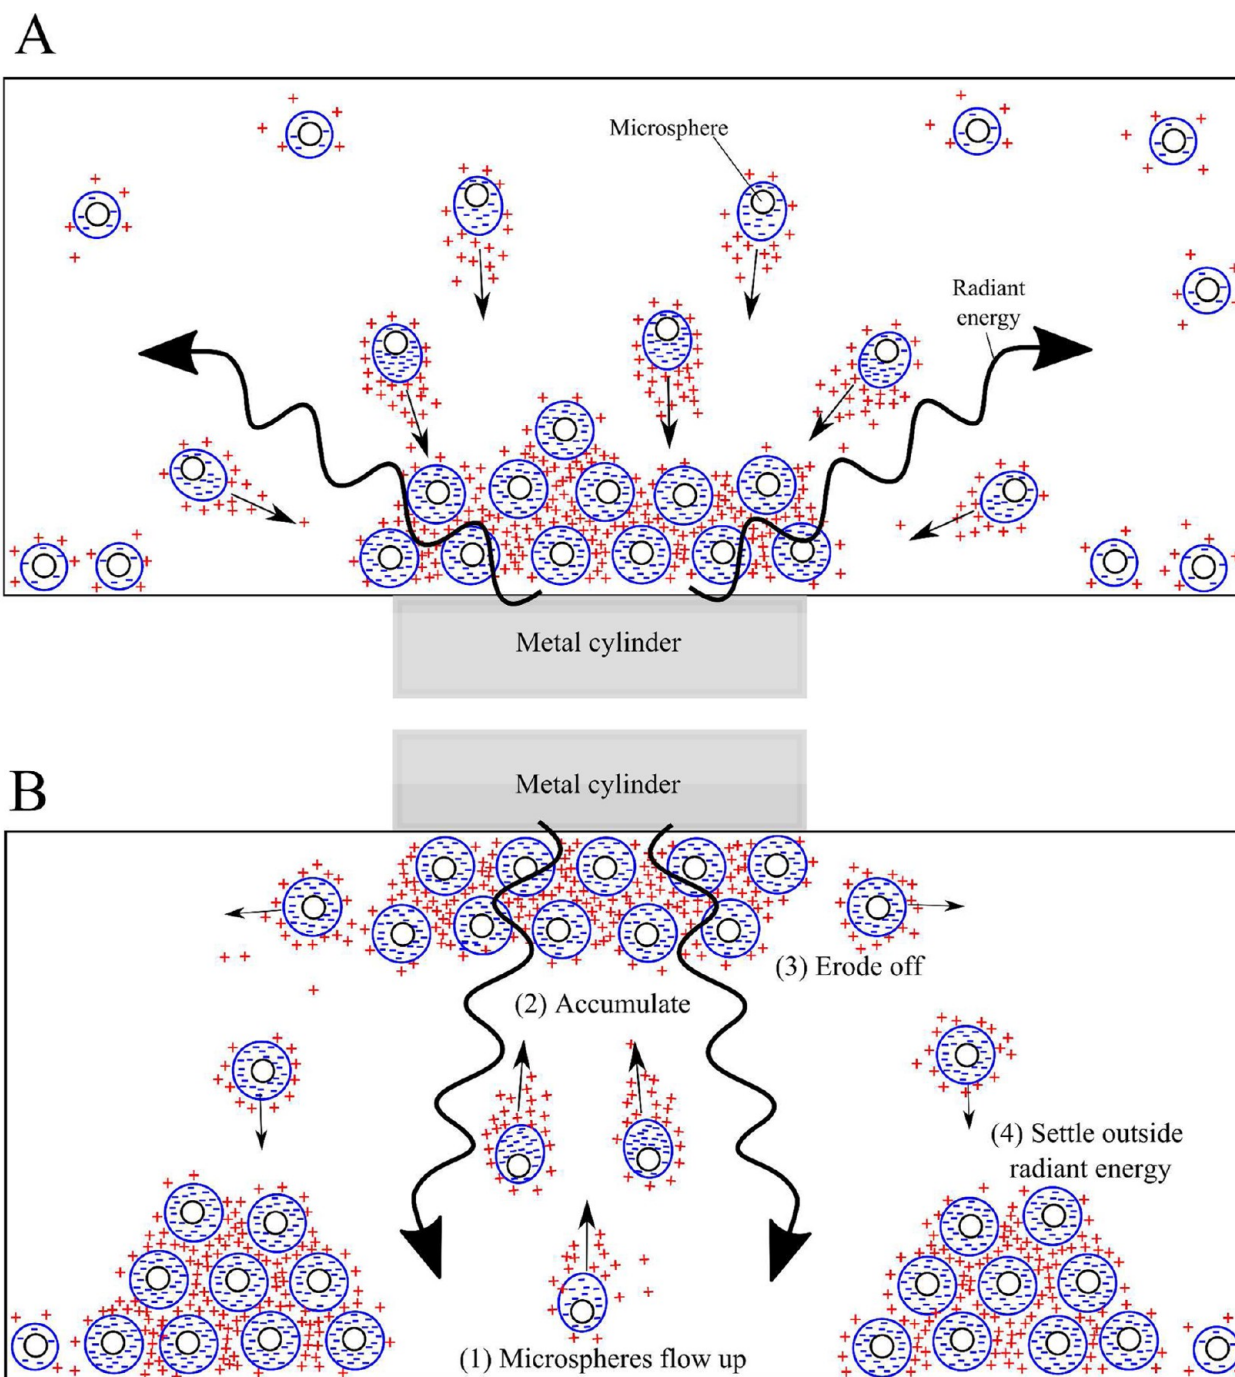 A
Microsphere
Radiant
energy
Metal cylinder
Metal cylinder
B
(3) Erode off
(2) Accumulate
(4) Settle outside
radiant energy
(1) Microspheres flow up